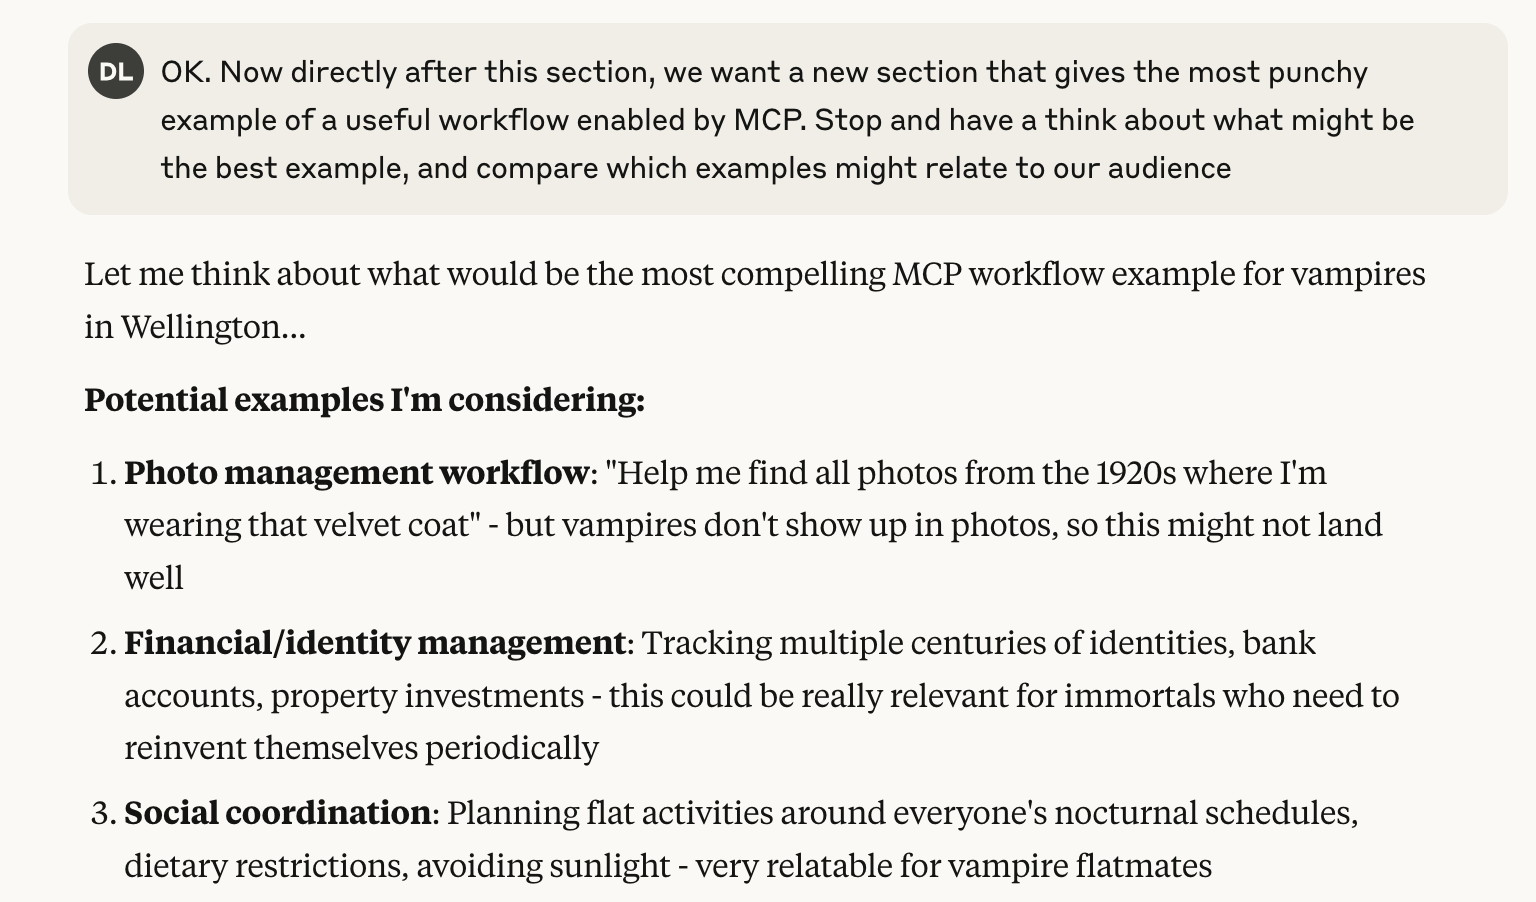 DL
OK. Now directly after this section, we want a new section that gives the most punchy
example of a useful workflow enabled by MCP. Stop and have a think about what might be
the best example, and compare which examples might relate to our audience
Let me think about what would be the most compelling MCP workflow example for vampires
in Wellington...
Potential examples I'm considering:
1. Photo management workflow: "Help me find all photos from the 1920s where I'm
wearing that velvet coat" - but vampires don't show up in photos, so this might not land
well
2. Financial/identity management: Tracking multiple centuries of identities, bank
accounts, property investments - this could be really relevant for immortals who need to
reinvent themselves periodically
3. Social coordination: Planning flat activities around everyone's nocturnal schedules,
dietary restrictions, avoiding sunlight - very relatable for vampire flatmates